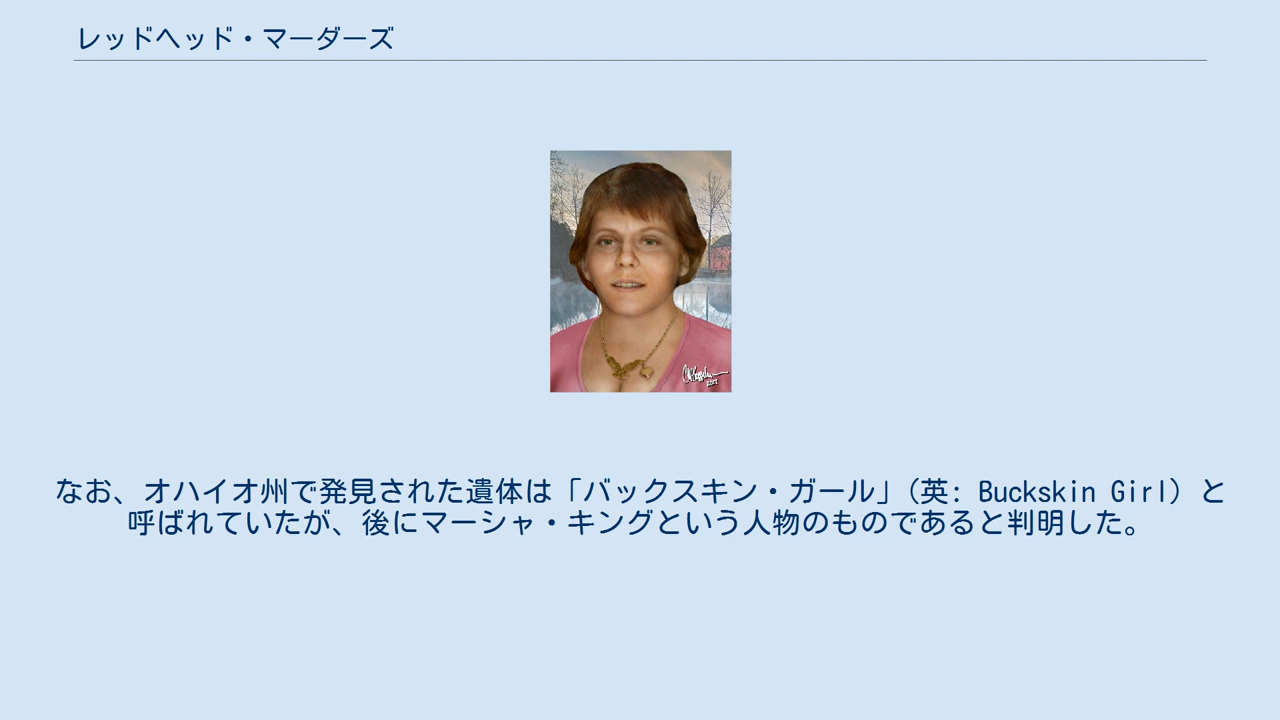 レッドヘッド・マーダーズ
なお、オハイオ州で発見された遺体は「バックスキン・ガール」（英: Buckskin Girl）と
呼ばれていたが、後にマーシャ・キングという人物のものであると判明した。